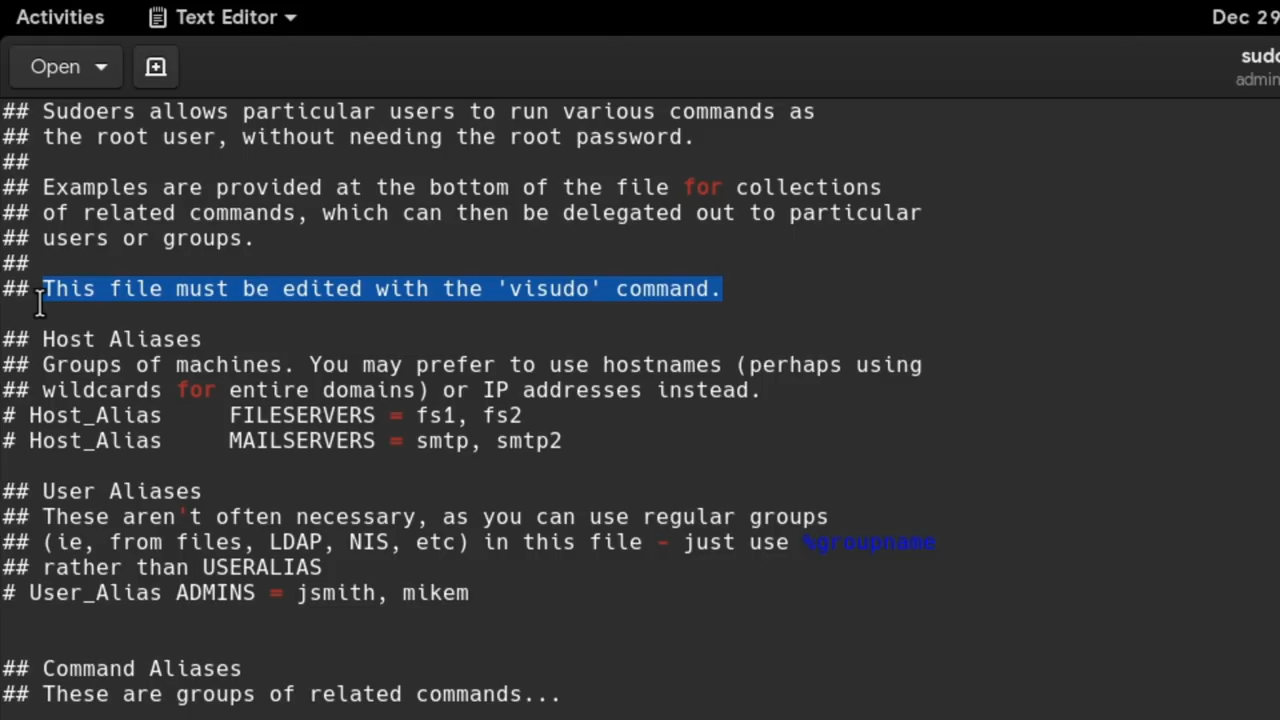 Activities Text Editor Dec 29
Open
## Sudoers allows particular users to run various commands as
## the root user, without needing the root password.
##
## Examples are provided at the bottom of the file for collections
## of related commands, which can then be delegated out to particular
## users or groups.
##
## This file must be edited with the 'visudo' command.
## Host Aliases
## Groups of machines. You may prefer to use hostnames (perhaps using
## wildcards for entire domains) or IP addresses instead.
# Host_Alias     FILESERVERS = fs1, fs2
# Host_Alias     MAILSERVERS = smtp, smtp2
## User Aliases
## These aren't often necessary, as you can use regular groups
## (ie, from files, LDAP, NIS, etc) in this file - just use %groupname
## rather than USERALIAS
# User_Alias ADMINS = jsmith, mikem
## Command Aliases
## These are groups of related commands...